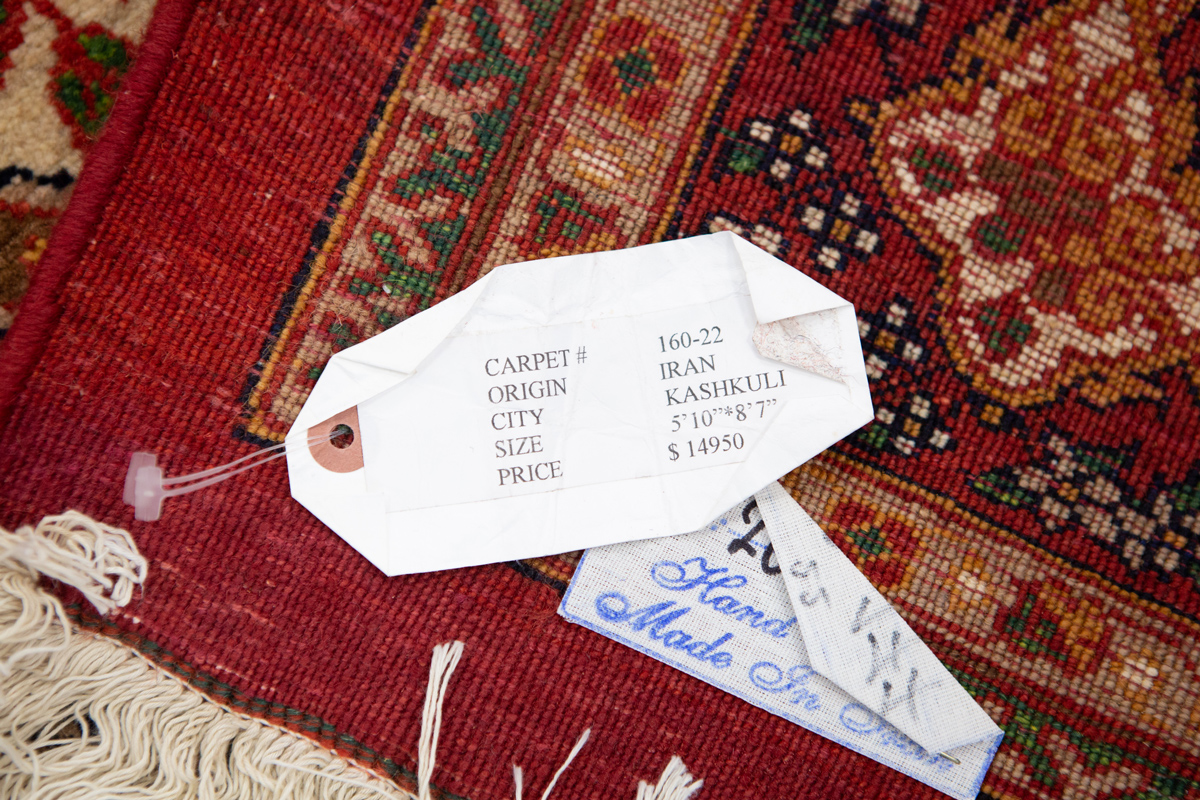 CARPET # 160-22
ORIGIN IRAN
CITY KASHKULI
SIZE 5'10"*8'7"
PRICE $ 14950
Hand
Made In